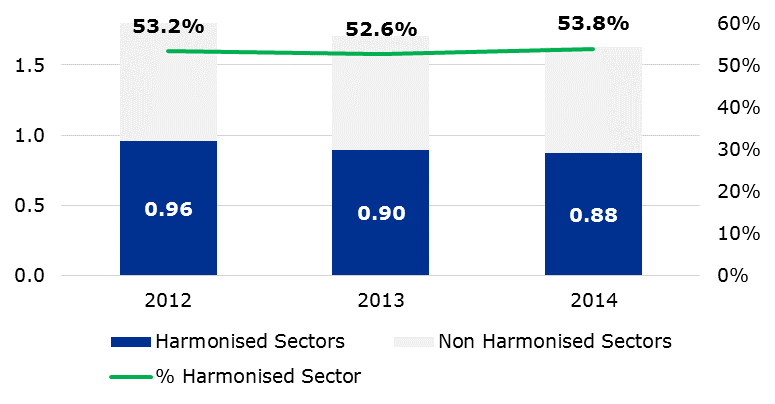 53.2% 52.6% 53.8% 60%
1.5 50%
40%
1.0 30%
0.96 0.90 0.88
0.5 20%
10%
0.0 0%
2012 2013 2014
Harmonised Sectors Non Harmonised Sectors
% Harmonised Sector